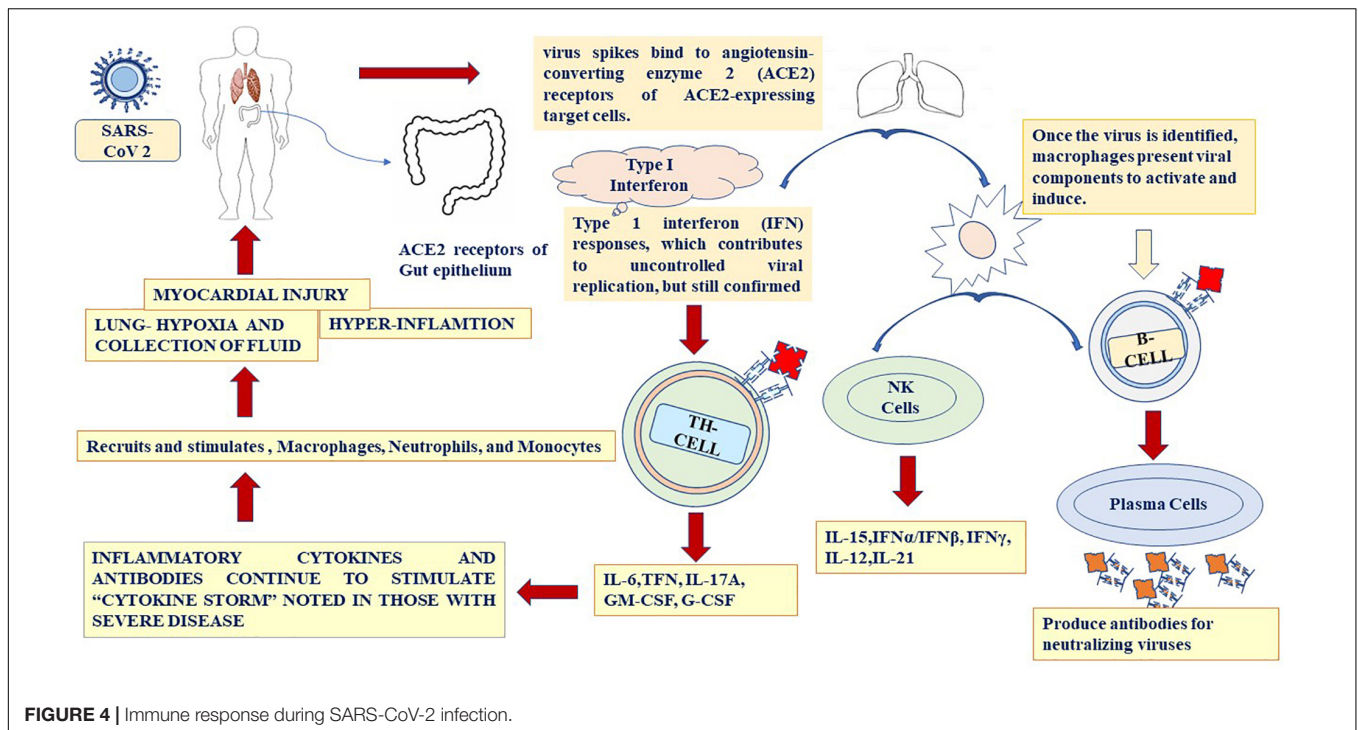 SARS-
CoV 2
virus spikes bind to angiotensin-
converting enzyme 2 (ACE2)
receptors of ACE2-expressing
target cells.
Once the virus is identified,
macrophages present viral
components to activate and
induce.
Type I
Interferon
Type 1 interferon (IFN)
responses, which contributes
to uncontrolled viral
replication, but still confirmed
ACE2 receptors of
Gut epithelium
MYOCARDIAL INJURY
LUNG- HYPOXIA AND
COLLECTION OF FLUID
HYPER-INFLAMTION
B-
CELL
NK
Cells
TH-
CELL
Recruits and stimulates , Macrophages, Neutrophils, and Monocytes
Plasma Cells
IL-15,IFNα/IFNβ, IFNγ,
IL-12,IL-21
INFLAMMATORY CYTOKINES AND
ANTIBODIES CONTINUE TO STIMULATE
“CYTOKINE STORM” NOTED IN THOSE WITH
SEVERE DISEASE
IL-6,TFN, IL-17A,
GM-CSF, G-CSF
Produce antibodies for
neutralizing viruses
FIGURE 4 | Immune response during SARS-CoV-2 infection.